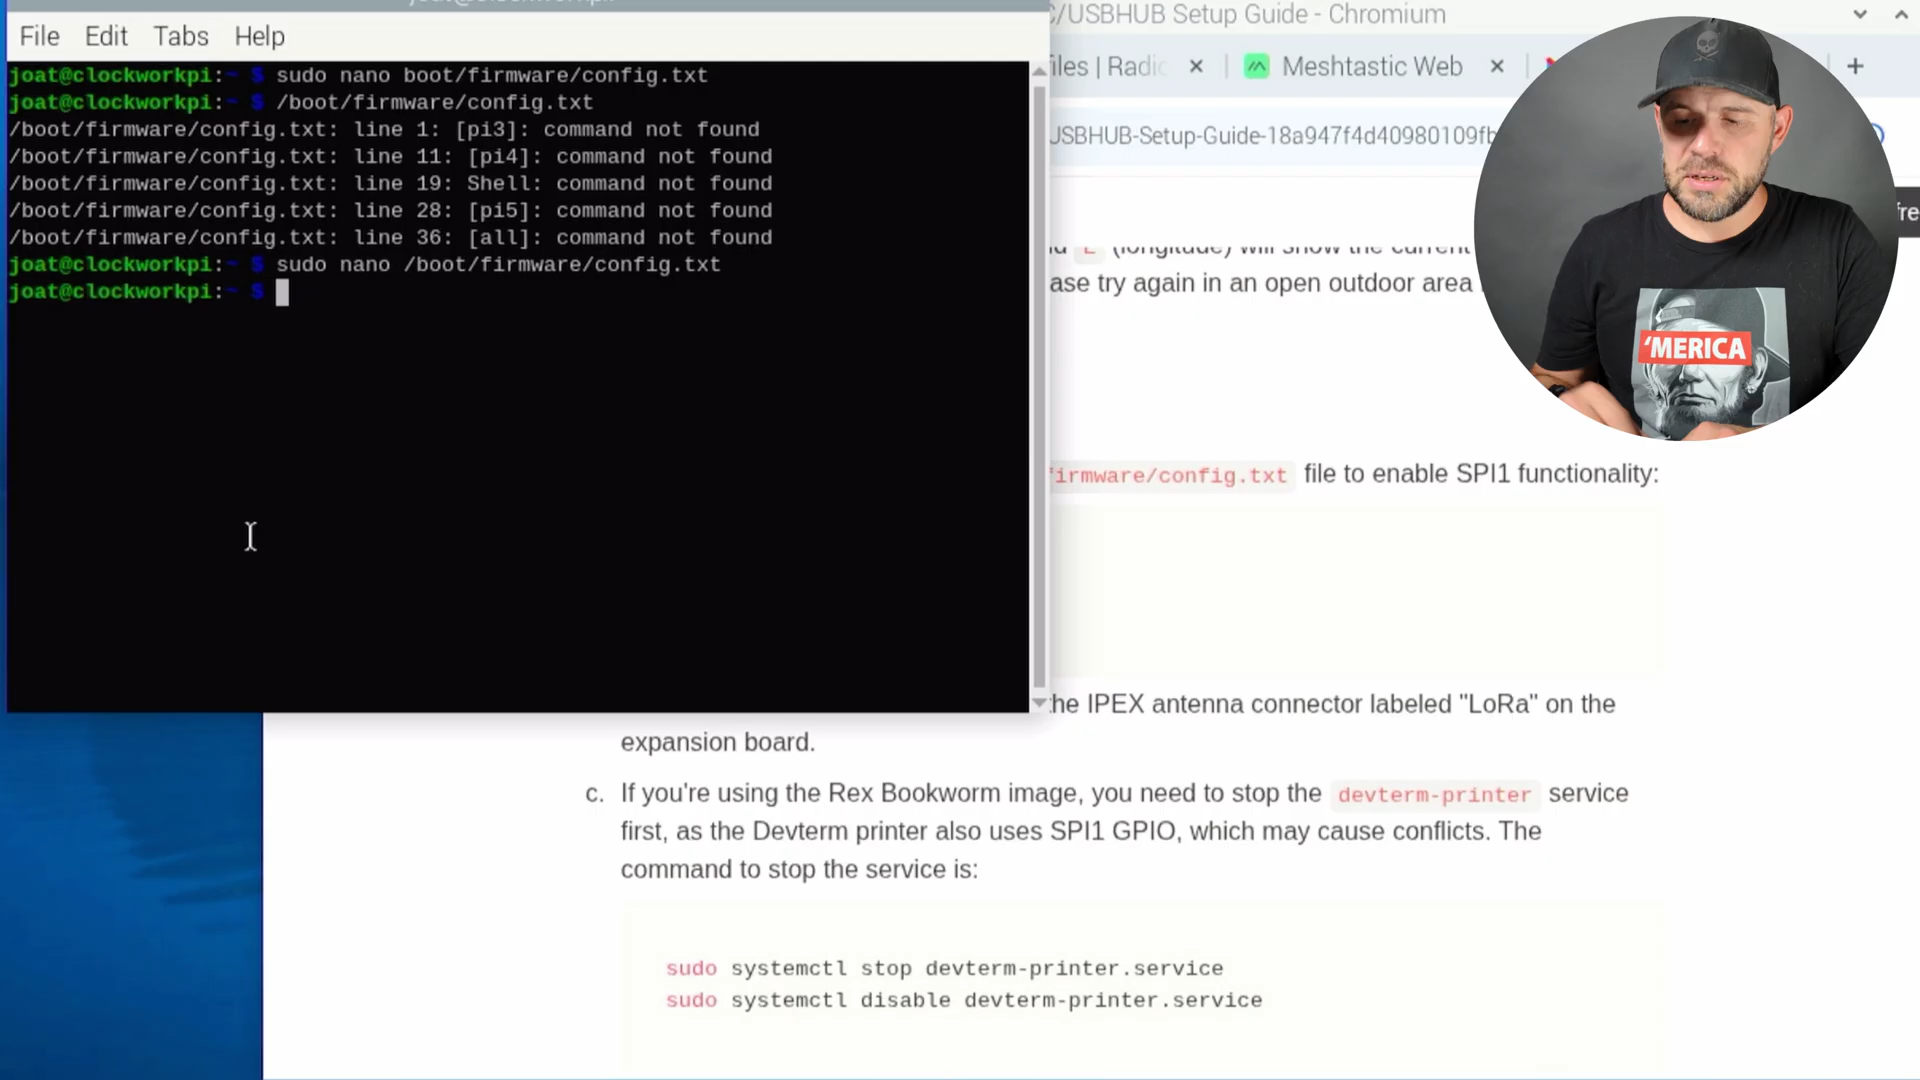 /USBHUB Setup Guide - Chromium
File Edit Tabs Help
joat@clockworkpi:~ $ sudo nano boot/firmware/config.txt
joat@clockworkpi:~ $ /boot/firmware/config.txt
/boot/firmware/config.txt: line 1: [pi3]: command not found
/boot/firmware/config.txt: line 11: [pi4]: command not found
/boot/firmware/config.txt: line 19: Shell: command not found
/boot/firmware/config.txt: line 28: [pi5]: command not found
/boot/firmware/config.txt: line 36: [all]: command not found
joat@clockworkpi:~ $ sudo nano /boot/firmware/config.txt
joat@clockworkpi:~ $
iles | Radio Meshtastic Web
USBHUB-Setup-Guide-18a947f4d40980109fb
(longitude) will show the current
ase try again in an open outdoor area
'MERICA
firmware/config.txt file to enable SPI1 functionality:
the IPEX antenna connector labeled "LoRa" on the
expansion board.
c. If you're using the Rex Bookworm image, you need to stop the devterm-printer service
first, as the Devterm printer also uses SPI1 GPIO, which may cause conflicts. The
command to stop the service is:
sudo systemctl stop devterm-printer.service
sudo systemctl disable devterm-printer.service